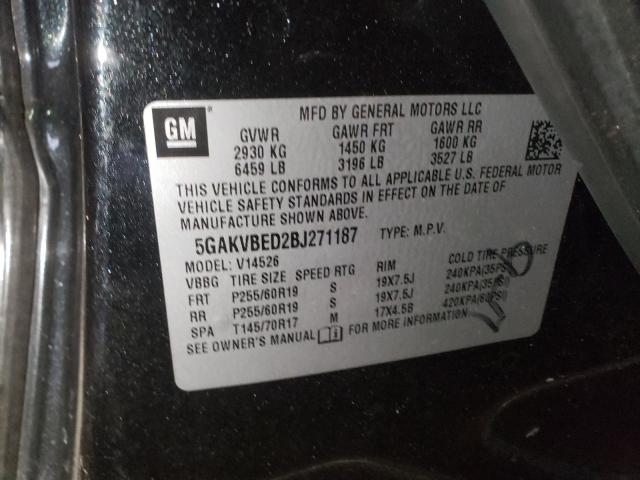 GM
MFD BY GENERAL MOTORS LLC
GVWR GAWR FRT GAWR RR
2930 KG 1450 KG 1600 KG
6459 LB 3196 LB 3527 LB
THIS VEHICLE CONFORMS TO ALL APPLICABLE U.S. FEDERAL MOTOR
VEHICLE SAFETY STANDARDS IN EFFECT ON THE DATE OF
MANUFACTURE SHOWN ABOVE.
5GAKVBED2BJ271187 TYPE: M.P.V.
MODEL: V14526
VBBG TIRE SIZE SPEED RTG RIM COLD TIRE PRESSURE
FRT P255/60R19 S 19X7.5J 240KPA(35PSI)
RR P255/60R19 S 19X7.5J 240KPA(35PSI)
SPA T145/70R17 M 17X4.5B 420KPA(60PSI)
SEE OWNER'S MANUAL FOR MORE INFORMATION